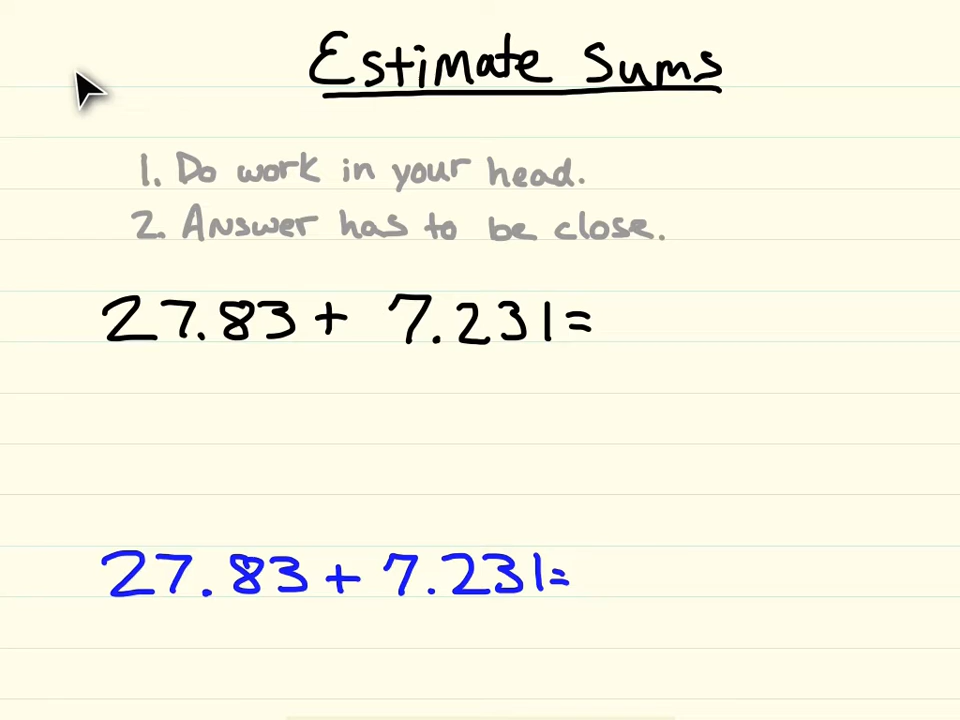 Estimate Sums
1. Do work in your head.
2. Answer has to be close.
27.83 + 7.231=
27.83 + 7.231=